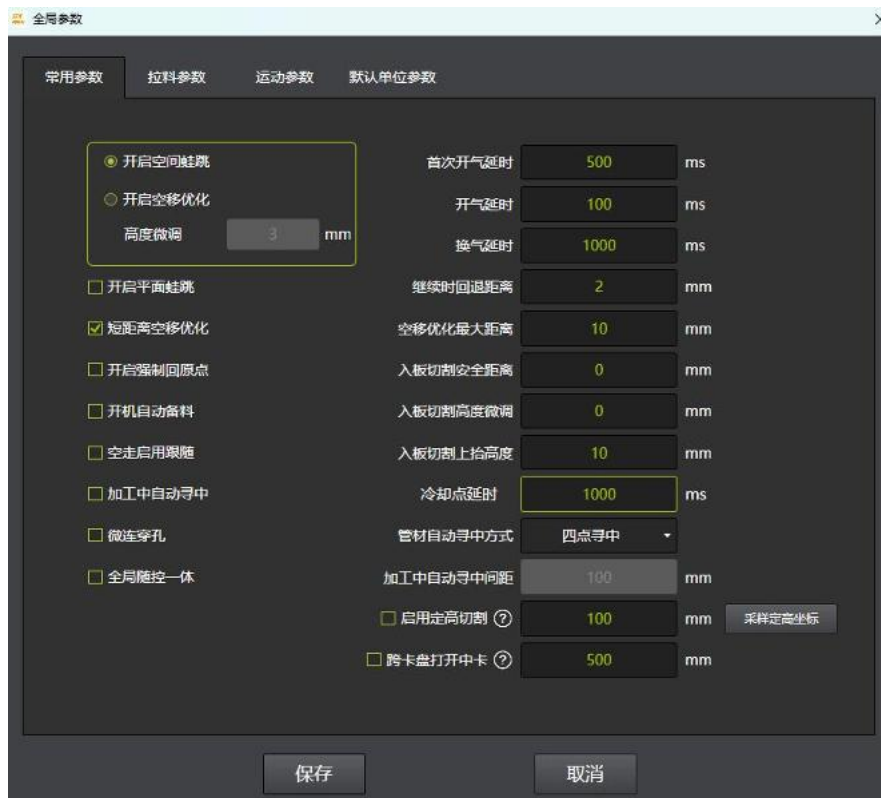 全局参数
常用参数 拉料参数 运动参数 默认单位参数
开启空间蛙跳
开启空移优化
高度微调 3 mm
开启平面蛙跳
短距离空移优化
开启强制回原点
开机自动备料
空走启用跟随
加工中自动寻中
微连穿孔
全局随控一体
首次开气延时 500 ms
开气延时 100 ms
换气延时 1000 ms
继续时回退距离 2 mm
空移优化最大距离 10 mm
入板切割安全距离 0 mm
入板切割高度微调 0 mm
入板切割上抬高度 10 mm
冷却点延时 1000 ms
管材自动寻中方式 四点寻中
加工中自动寻中间距 100 mm
启用定高切割 ? 100 mm 采样定高坐标
跨卡盘打开中卡 ? 500 mm
保存 取消